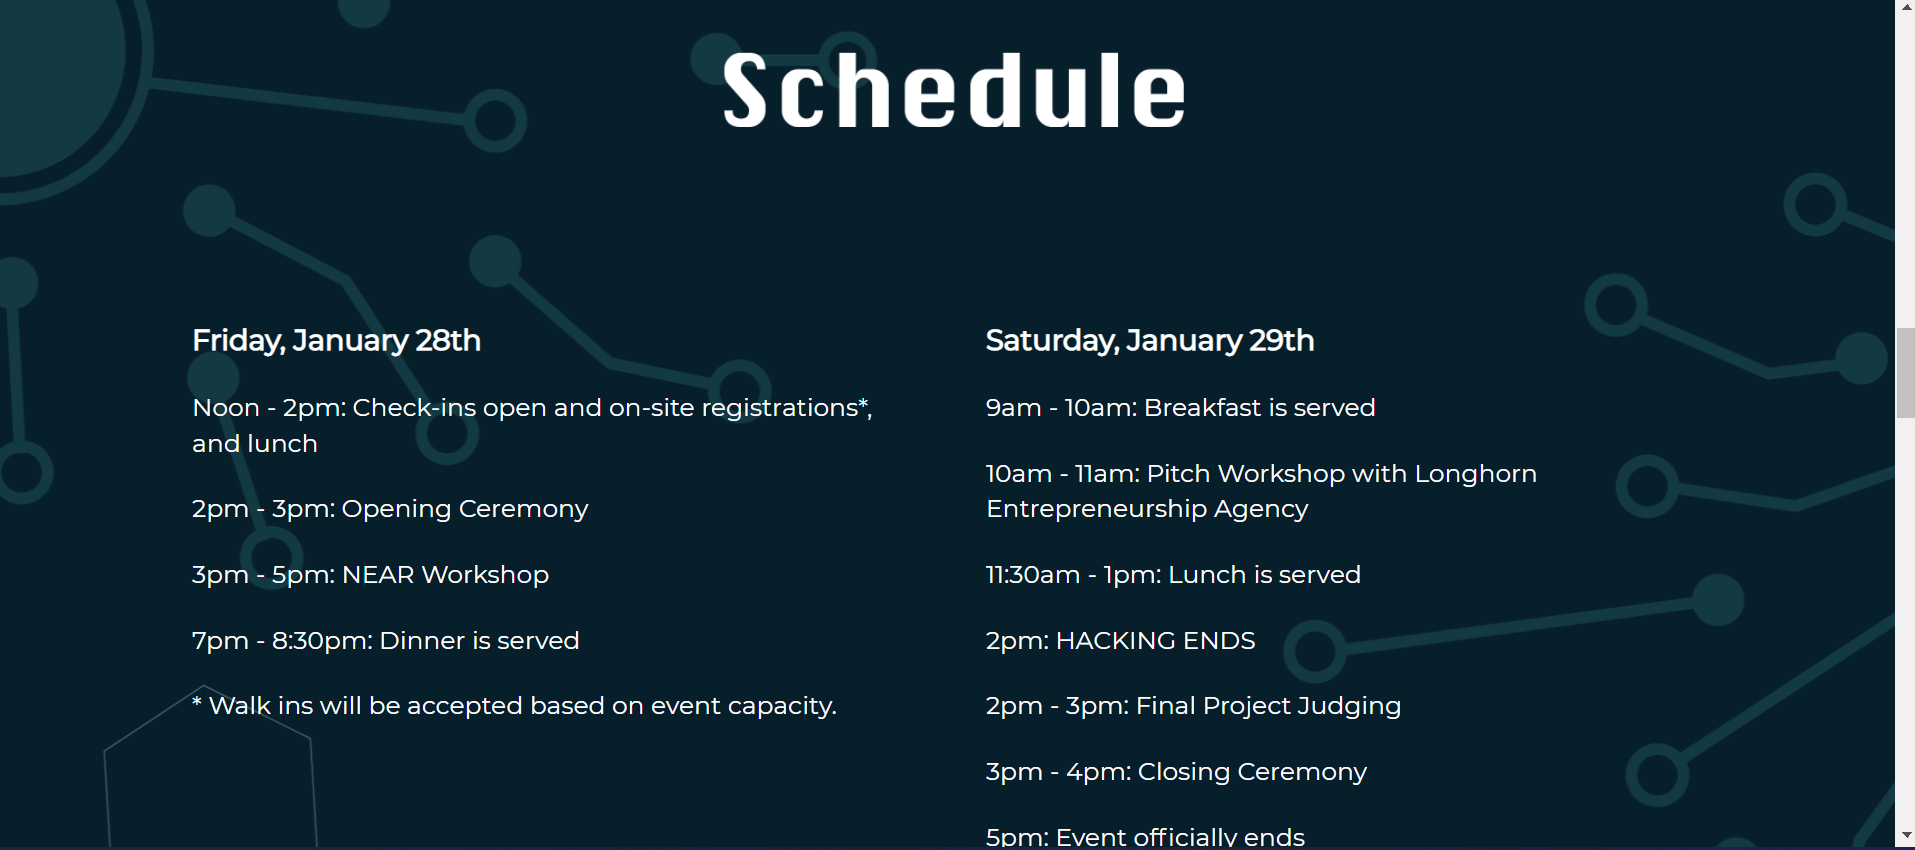 Schedule
Friday, January 28th
Noon - 2pm: Check-ins open and on-site registrations*,
and lunch
2pm - 3pm: Opening Ceremony
3pm - 5pm: NEAR Workshop
7pm - 8:30pm: Dinner is served
* Walk ins will be accepted based on event capacity.
Saturday, January 29th
9am - 10am: Breakfast is served
10am - 11am: Pitch Workshop with Longhorn
Entrepreneurship Agency
11:30am - 1pm: Lunch is served
2pm: HACKING ENDS
2pm - 3pm: Final Project Judging
3pm - 4pm: Closing Ceremony
5pm: Event officially ends